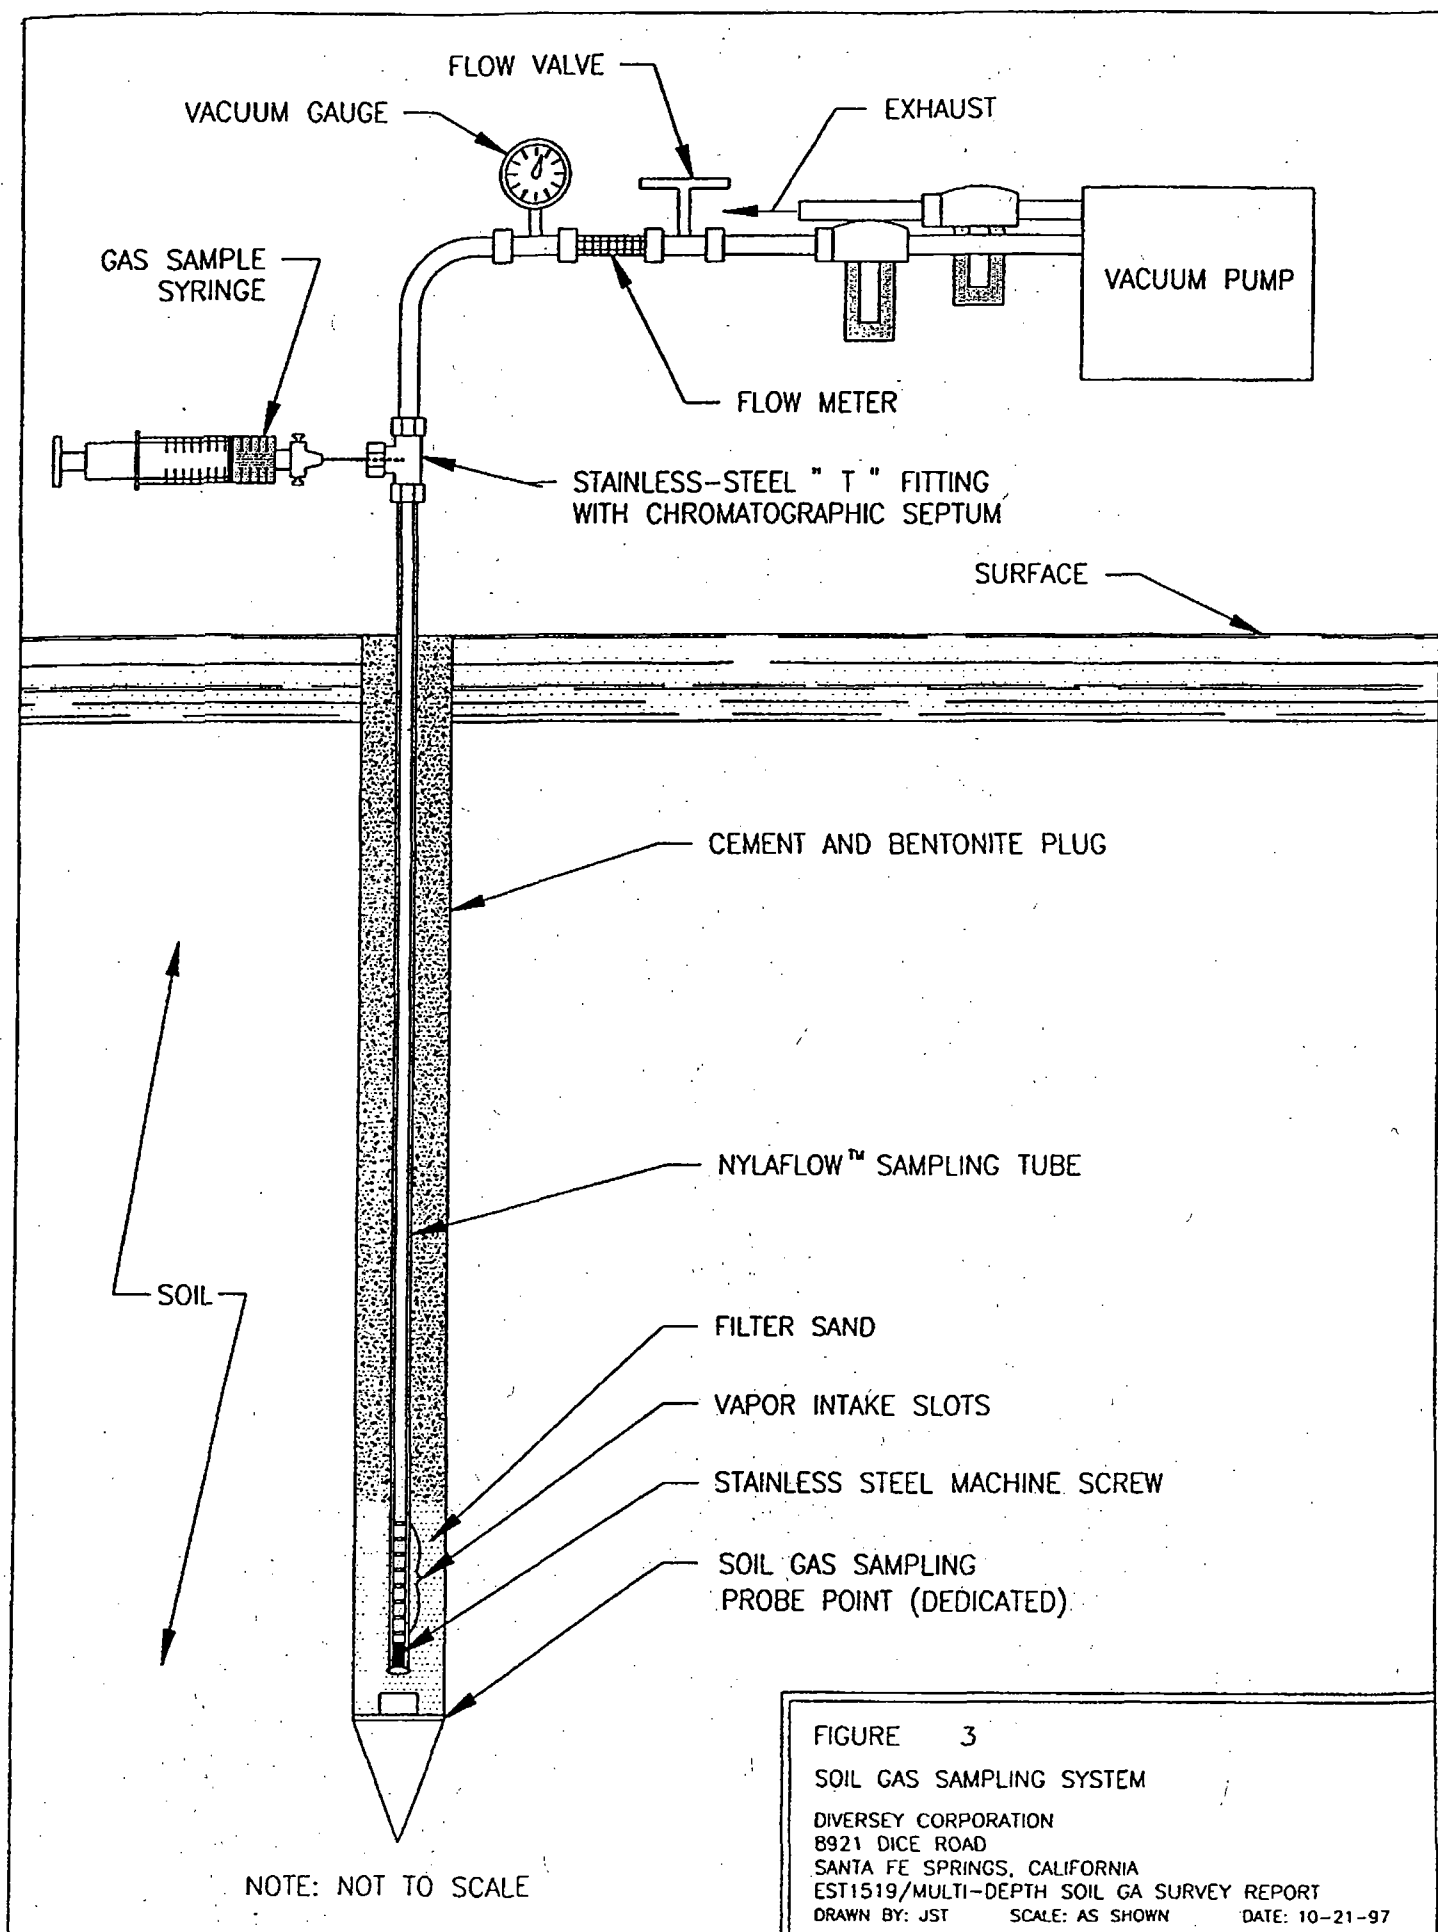 FLOW VALVE
VACUUM GAUGE
EXHAUST
GAS SAMPLE
SYRINGE
VACUUM PUMP
FLOW METER
STAINLESS-STEEL " T " FITTING
WITH CHROMATOGRAPHIC SEPTUM
SURFACE
CEMENT AND BENTONITE PLUG
NYLAFLOW™ SAMPLING TUBE
SOIL
FILTER SAND
VAPOR INTAKE SLOTS
STAINLESS STEEL MACHINE SCREW
SOIL GAS SAMPLING
PROBE POINT (DEDICATED)
NOTE: NOT TO SCALE
FIGURE 3
SOIL GAS SAMPLING SYSTEM
DIVERSEY CORPORATION
8921 DICE ROAD
SANTA FE SPRINGS, CALIFORNIA
EST1519/MULTI-DEPTH SOIL GA SURVEY REPORT
DRAWN BY: JST SCALE: AS SHOWN DATE: 10-21-97